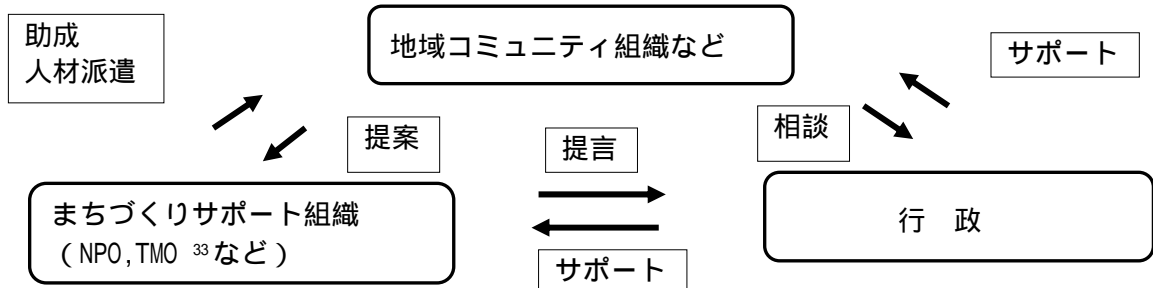 助成
人材派遣
地域コミュニティ組織など
サポート
提案
提言
相談
まちづくりサポート組織
（NPO,TMO ³³など）
行　政
サポート